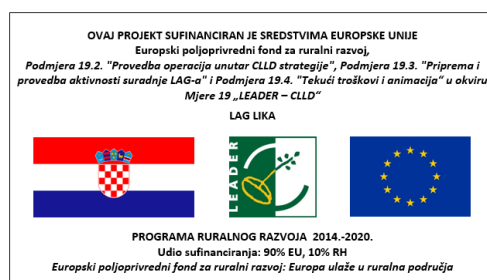 OVAJ PROJEKT SUFINANCIRAN JE SREDSTVIMA EUROPSKE UNIJE
Europski poljoprivredni fond za ruralni razvoj,
Podmjera 19.2. "Provedba operacija unutar CLLD strategije", Podmjera 19.3. "Priprema i
provedba aktivnosti suradnje LAG-a" i Podmjera 19.4. "Tekući troškovi i animacija“ u okviru
Mjere 19 „LEADER – CLLD“
LAG LIKA
LEADER
PROGRAMA RURALNOG RAZVOJA 2014.-2020.
Udio sufinanciranja: 90% EU, 10% RH
Europski poljoprivredni fond za ruralni razvoj: Europa ulaže u ruralna područja